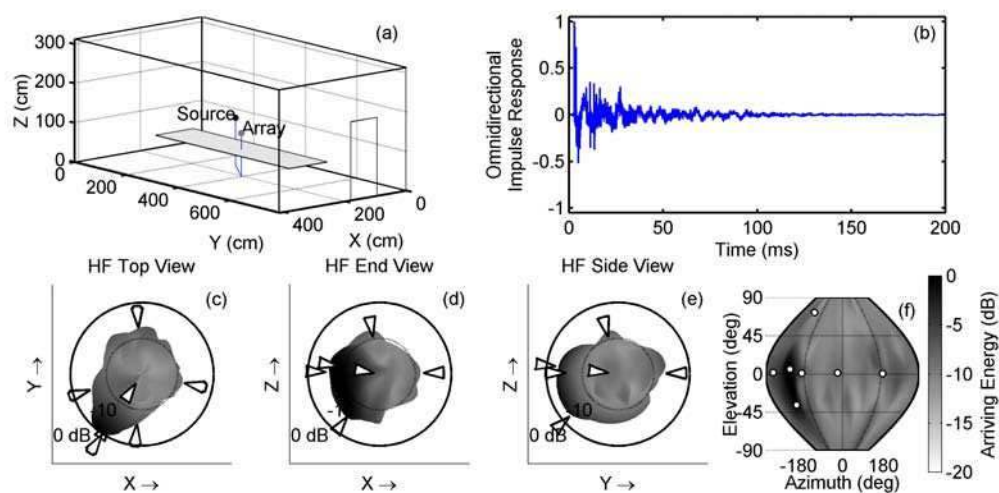 (a)
Z (cm)
300
200
100
0
0
200
400
600
Y (cm)
400
200
0
X (cm)
Source
Array
(b)
Omnidirectional
Impulse Response
1
0.5
0
-0.5
-1
0
50
100
150
200
Time (ms)
HF Top View
(c)
Y →
-10
0 dB
X →
HF End View
(d)
Z →
0 dB
X →
HF Side View
(e)
Z →
-10
0 dB
Y →
(f)
Elevation (deg)
90
45
0
-45
-90
-180
0
180
Azimuth (deg)
0
-5
-10
-15
-20
Arriving Energy (dB)